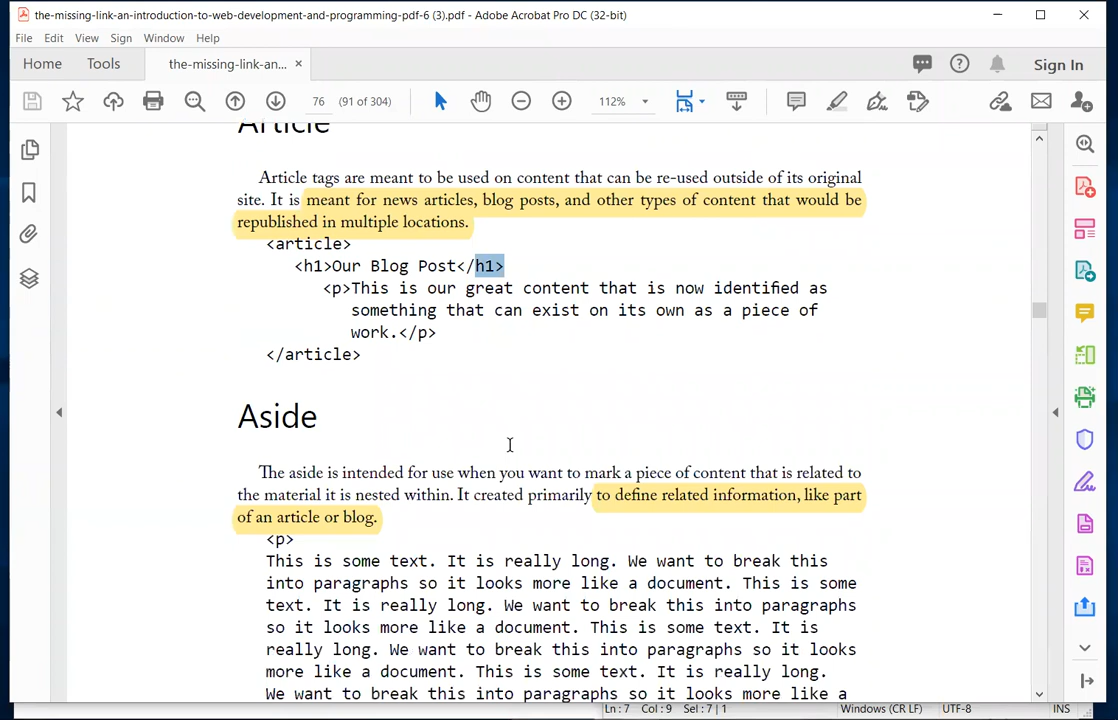 the-missing-link-an-introduction-to-web-development-and-programming-pdf-6 (3).pdf - Adobe Acrobat Pro DC (32-bit)
File Edit View Sign Window Help
Home Tools the-missing-link-an... × Sign In
76 (91 of 304) 112%
Article
Article tags are meant to be used on content that can be re-used outside of its original
site. It is meant for news articles, blog posts, and other types of content that would be
republished in multiple locations.
<article>
<h1>Our Blog Post</h1>
<p>This is our great content that is now identified as
something that can exist on its own as a piece of
work.</p>
</article>
Aside
The aside is intended for use when you want to mark a piece of content that is related to
the material it is nested within. It created primarily to define related information, like part
of an article or blog.
<p>
This is some text. It is really long. We want to break this
into paragraphs so it looks more like a document. This is some
text. It is really long. We want to break this into paragraphs
so it looks more like a document. This is some text. It is
really long. We want to break this into paragraphs so it looks
more like a document. This is some text. It is really long.
We want to break this into paragraphs so it looks more like a
Ln : 7 Col : 9 Sel : 7 | 1 Windows (CR LF) UTF-8 INS